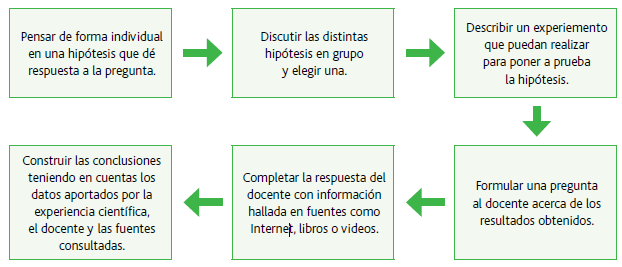 Pensar de forma individual
en una hipótesis que dé
respuesta a la pregunta.
Discutir las distintas
hipótesis en grupo
y elegir una.
Describir un experiemento
que puedan realizar
para poner a prueba
la hipótesis.
Formular una pregunta
al docente acerca de los
resultados obtenidos.
Completar la respuesta del
docente con información
hallada en fuentes como
Internet, libros o videos.
Construir las conclusiones
teniendo en cuentas los
datos aportados por la
experiencia científica,
el docente y las fuentes
consultadas.